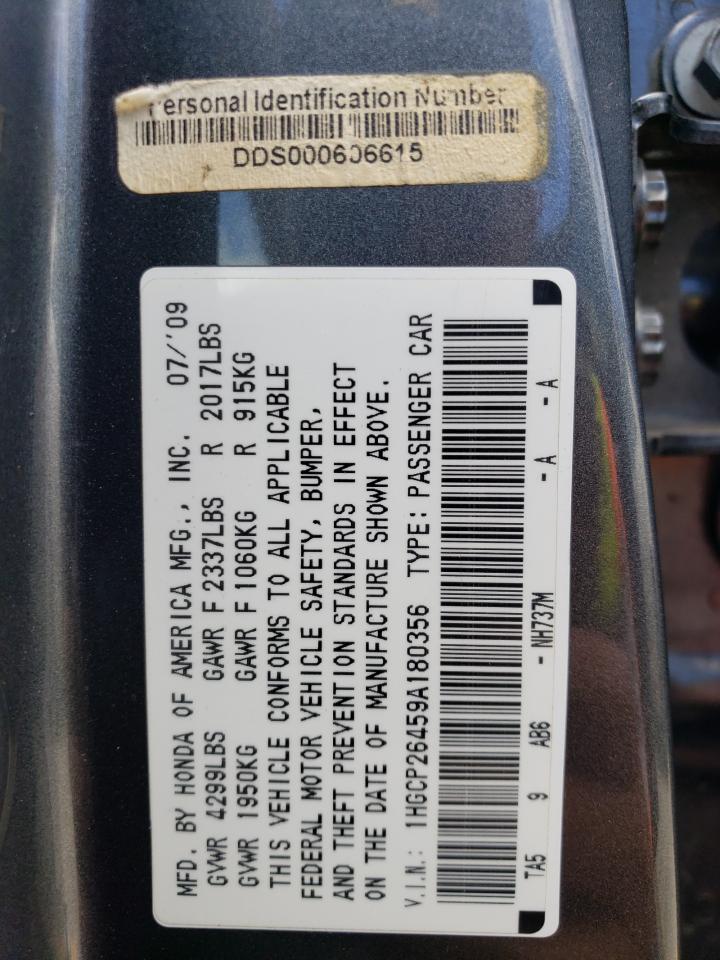 Personal Identification Number
DDS000606615
MFD. BY HONDA OF AMERICA MFG., INC. 07/'09
GVWR 4299LBS GAWR F 2337LBS R 2017LBS
GVWR 1950KG GAWR F 1060KG R 915KG
THIS VEHICLE CONFORMS TO ALL APPLICABLE
FEDERAL MOTOR VEHICLE SAFETY, BUMPER,
AND THEFT PREVENTION STANDARDS IN EFFECT
ON THE DATE OF MANUFACTURE SHOWN ABOVE.
V.I.N.: 1HGCP26459A180356 TYPE: PASSENGER CAR
TA5 9 AB6 - NH737M - A - A